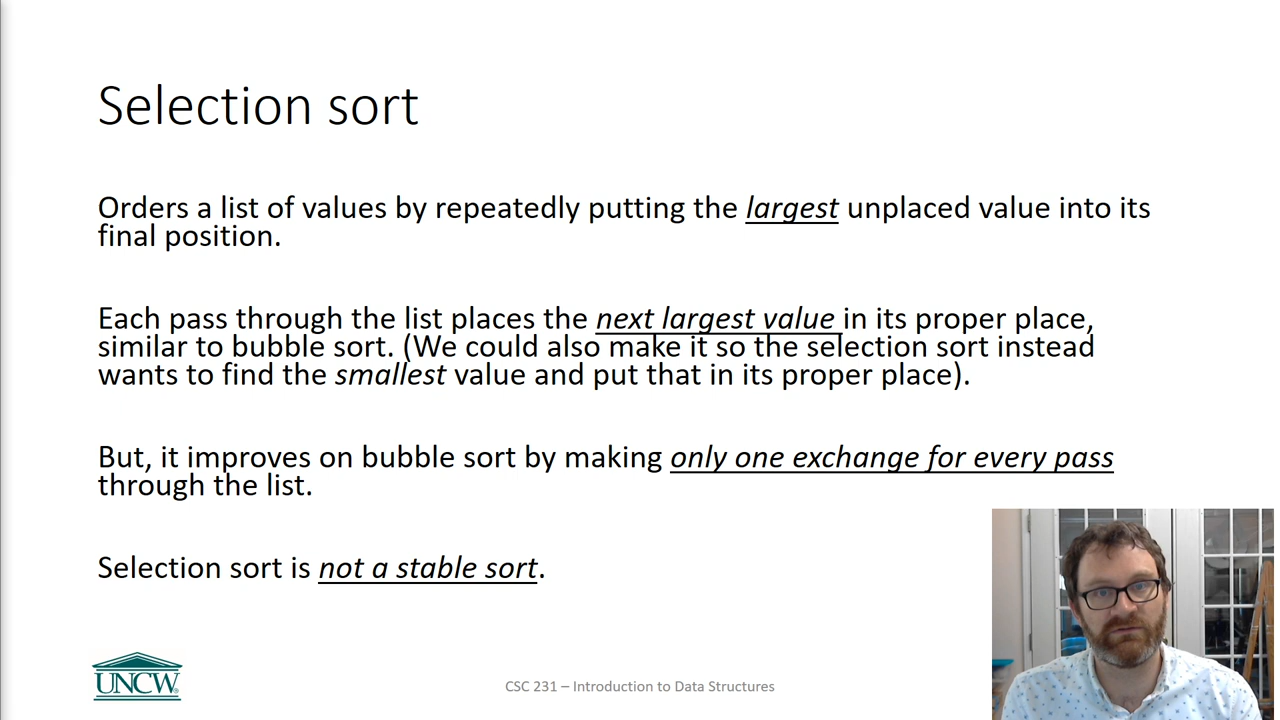 Selection sort
Orders a list of values by repeatedly putting the largest unplaced value into its
final position.
Each pass through the list places the next largest value in its proper place,
similar to bubble sort. (We could also make it so the selection sort instead
wants to find the smallest value and put that in its proper place).
But, it improves on bubble sort by making only one exchange for every pass
through the list.
Selection sort is not a stable sort.
UNCW
CSC 231 – Introduction to Data Structures